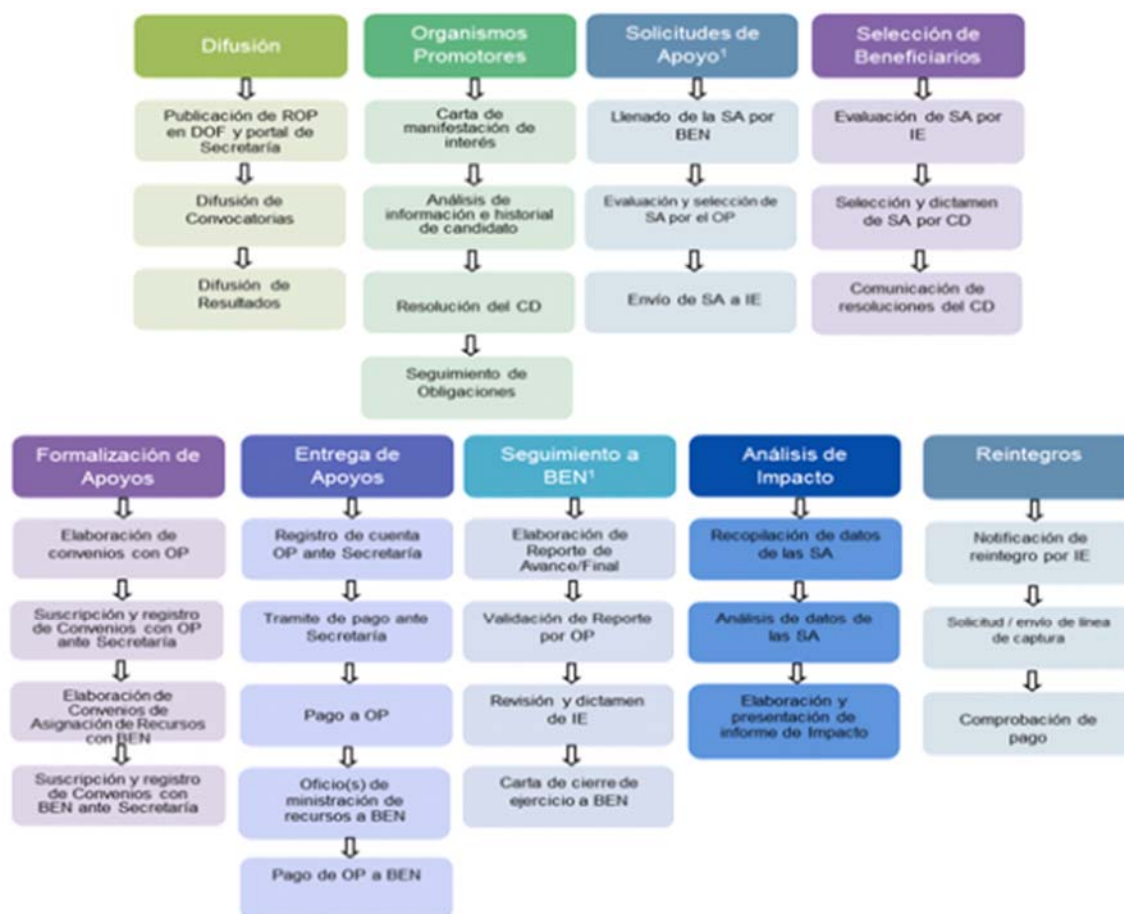 Difusión
Publicación de ROP
en DOF y portal de
Secretaría
Difusión de
Convocatorias
Difusión de
Resultados
Organismos
Promotores
Carta de
manifestación de
interés
Análisis de
información e historial
de candidato
Resolución del CD
Seguimiento de
Obligaciones
Solicitudes de
Apoyo¹
Llenado de la SA por
BEN
Evaluación y selección de
SA por el OP
Envío de SA a IE
Selección de
Beneficiarios
Evaluación de SA por
IE
Selección y dictamen
de SA por CD
Comunicación de
resoluciones del CD
Formalización de
Apoyos
Elaboración de
convenios con OP
Suscripción y registro
de Convenios con OP
ante Secretaría
Elaboración de
Convenios de
Asignación de Recursos
con BEN
Suscripción y registro
de Convenios con
BEN ante Secretaría
Entrega de
Apoyos
Registro de cuenta
OP ante Secretaría
Tramite de pago ante
Secretaría
Pago a OP
Oficio(s) de
ministración de
recursos a BEN
Pago de OP a BEN
Seguimiento a
BEN¹
Elaboración de
Reporte de
Avance/Final
Validación de Reporte
por OP
Revisión y dictamen
de IE
Carta de cierre de
ejercicio a BEN
Análisis de
Impacto
Recopilación de datos
de las SA
Análisis de datos de
las SA
Elaboración y
presentación de
informe de Impacto
Reintegros
Notificación de
reintegro por IE
Solicitud / envío de línea
de captura
Comprobación de
pago